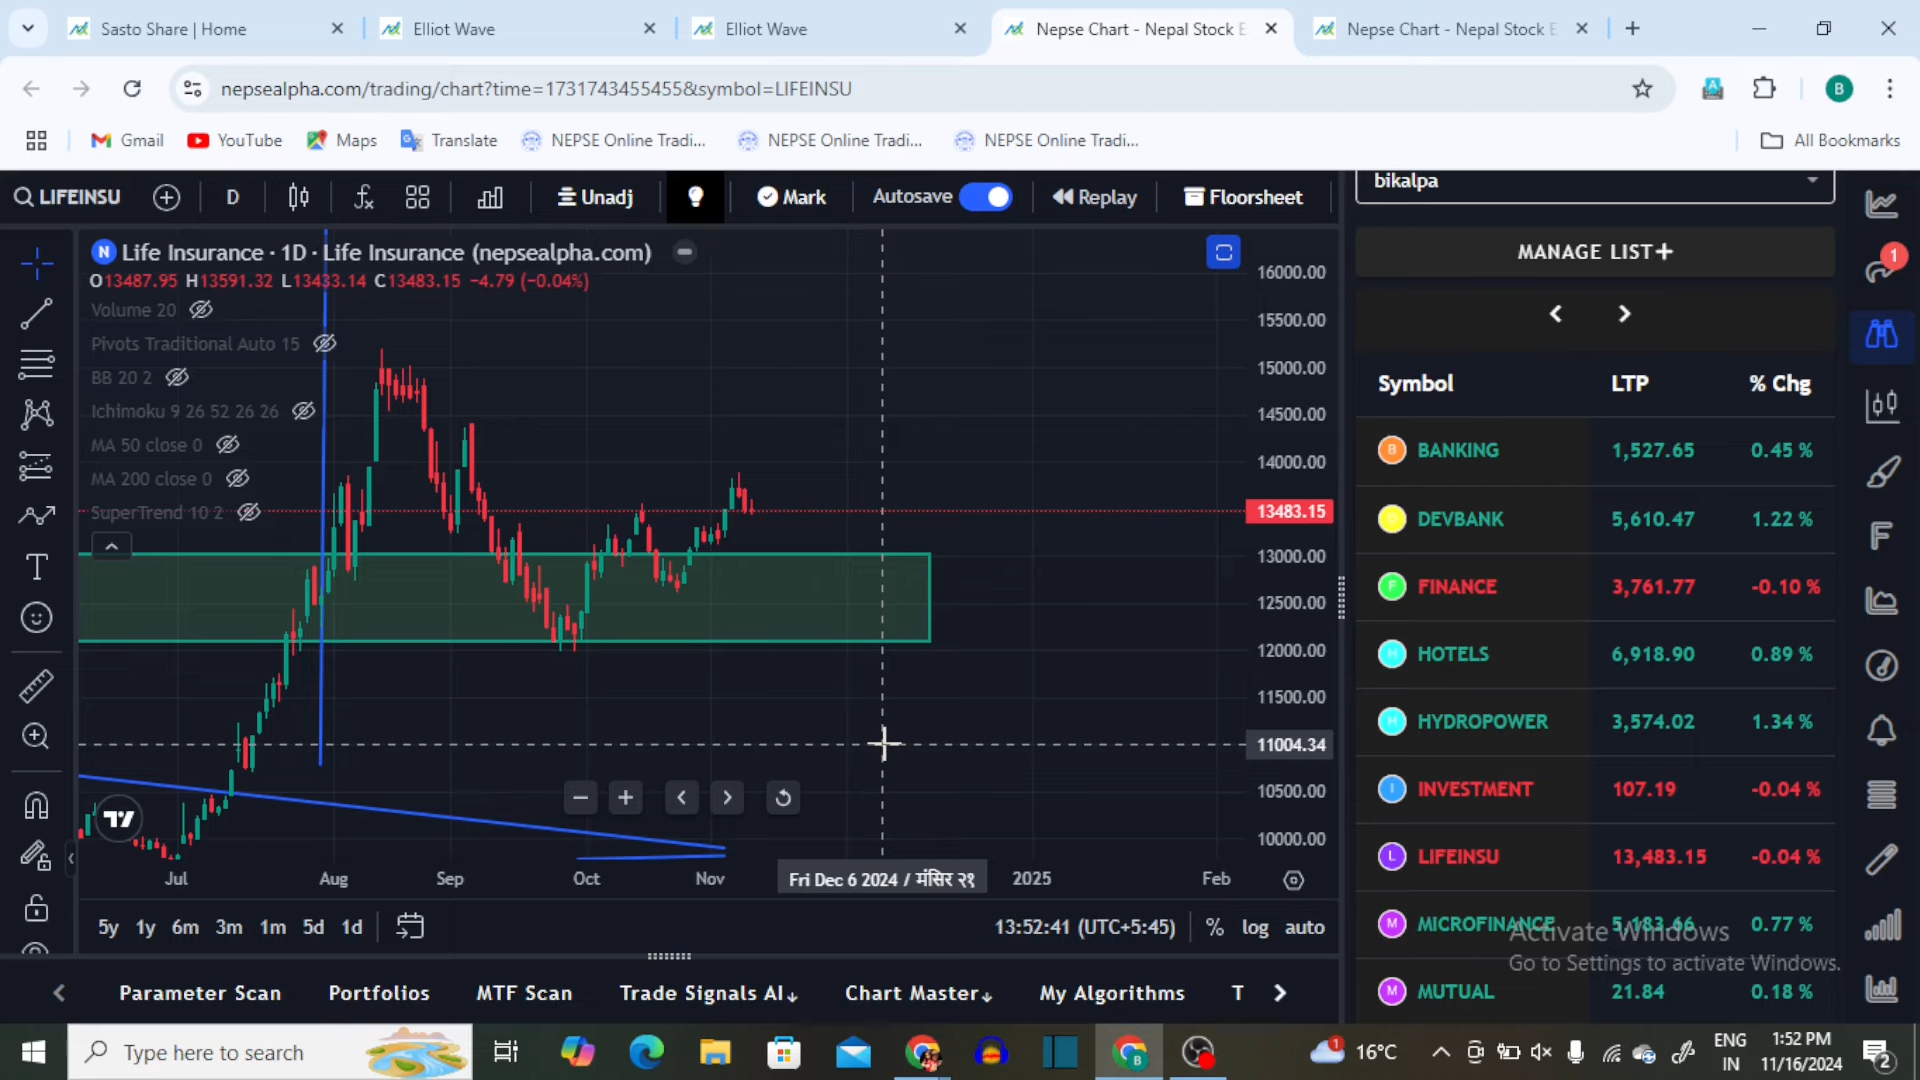 Sasto Share | Home
Elliot Wave
Elliot Wave
Nepse Chart - Nepal Stock E
Nepse Chart - Nepal Stock E
nepsealpha.com/trading/chart?time=1731743455455&symbol=LIFEINSU
B
Gmail
YouTube
Maps
Translate
NEPSE Online Tradi...
NEPSE Online Tradi...
NEPSE Online Tradi...
All Bookmarks
LIFEINSU
D
Unadj
Mark
Autosave
Replay
Floorsheet
bikalpa
N Life Insurance · 1D · Life Insurance (nepsealpha.com)
O13487.95 H13591.32 L13433.14 C13483.15 −4.79 (−0.04%)
Volume 20
Pivots Traditional Auto 15
BB 20 2
Ichimoku 9 26 52 26 26
MA 50 close 0
MA 200 close 0
SuperTrend 10 2
16000.00
15500.00
15000.00
14500.00
14000.00
13483.15
13000.00
12500.00
12000.00
11500.00
11004.34
10500.00
10000.00
Jul
Aug
Sep
Oct
Nov
Fri Dec 6 2024 / मंसिर २१
2025
Feb
5y 1y 6m 3m 1m 5d 1d
13:52:41 (UTC+5:45)
% log auto
Parameter Scan
Portfolios
MTF Scan
Trade Signals AI↓
Chart Master↓
My Algorithms
T
MANAGE LIST+
1
Symbol LTP % Chg
B BANKING 1,527.65 0.45 %
DEVBANK 5,610.47 1.22 %
F FINANCE 3,761.77 -0.10 %
H HOTELS 6,918.90 0.89 %
H HYDROPOWER 3,574.02 1.34 %
I INVESTMENT 107.19 -0.04 %
L LIFEINSU 13,483.15 -0.04 %
M MICROFINANCE 5,183.66 0.77 %
M MUTUAL 21.84 0.18 %
Activate Windows
Go to Settings to activate Windows.
Type here to search
1
16°C
ENG
IN
1:52 PM
11/16/2024
2